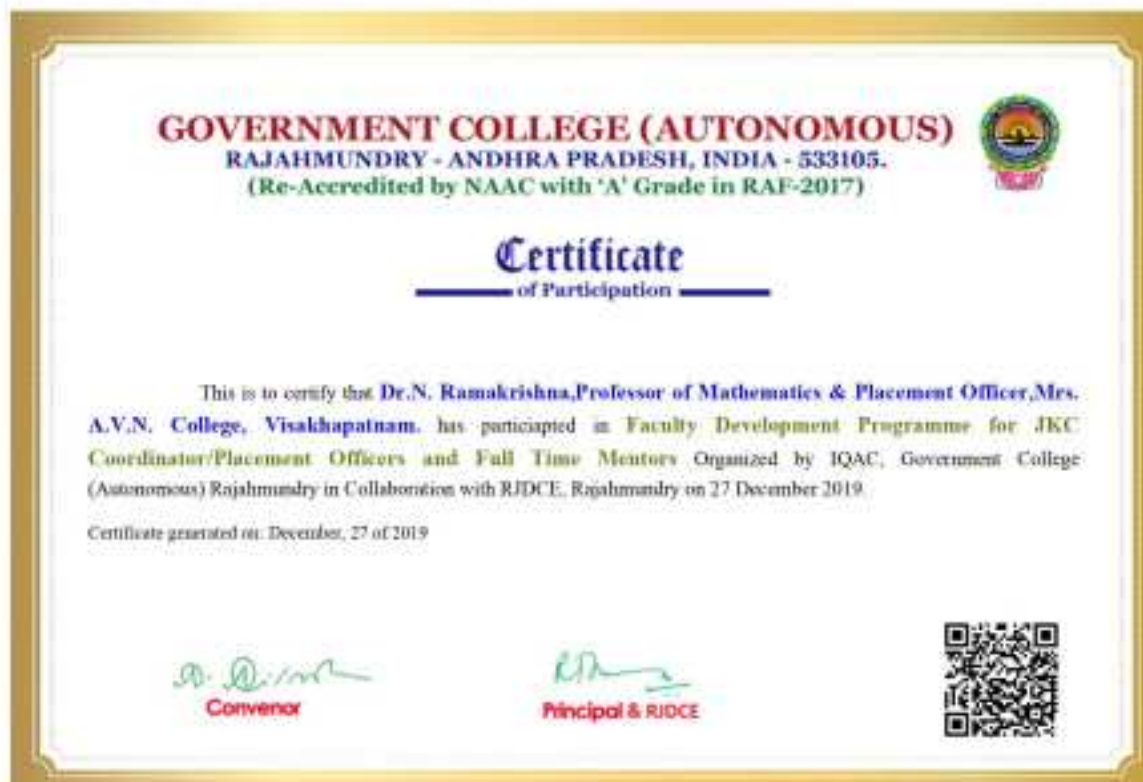 GOVERNMENT COLLEGE (AUTONOMOUS)
RAJAHMUNDRY - ANDHRA PRADESH, INDIA - 533105.
(Re-Accredited by NAAC with 'A' Grade in RAF-2017)
Certificate
of Participation
This is to certify that Dr.N. Ramakrishna,Professor of Mathematics & Placement Officer,Mrs.
A.V.N. College, Visakhapatnam. has particiapted in Faculty Development Programme for JKC
Coordinator/Placement Officers and Full Time Mentors Organized by IQAC, Government College
(Autonomous) Rajahmundry in Collaboration with RJDCE, Rajahmundry on 27 December 2019.
Certificate generated on: December, 27 of 2019
Convenor
Principal & RJDCE